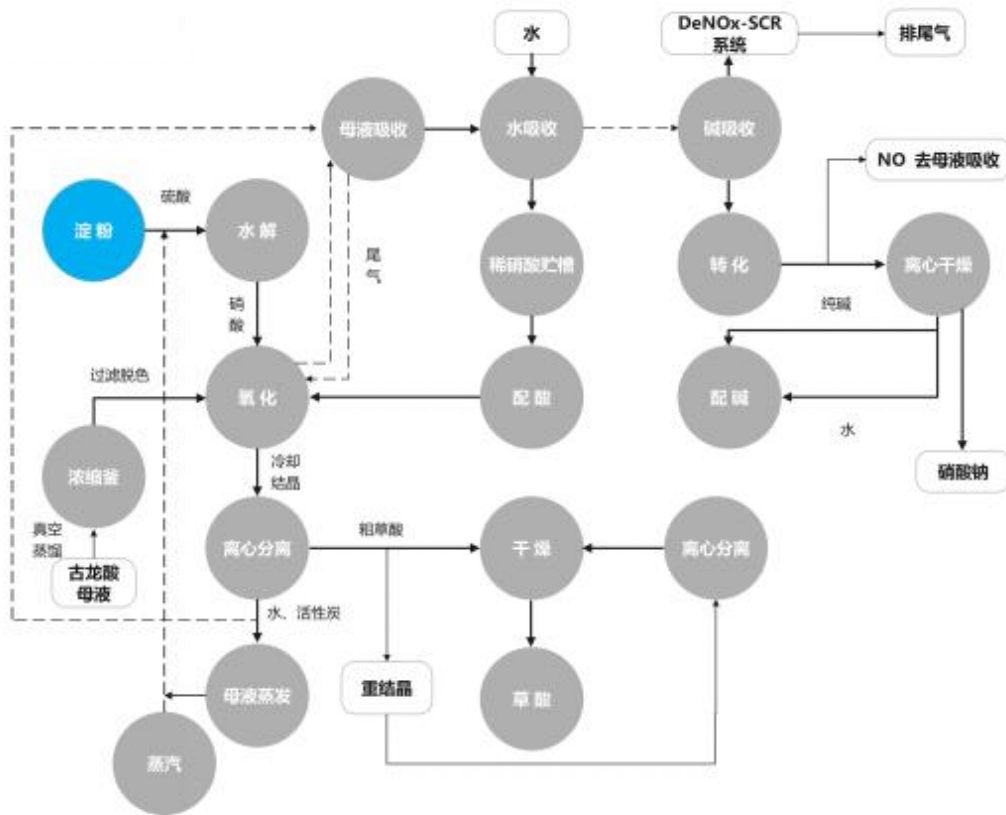 水
DeNOx-SCR
系统
排尾气
母液吸收
水吸收
碱吸收
NO 去母液吸收
淀 粉
硫酸
水 解
尾
气
稀硝酸贮槽
转 化
离心干燥
硝
酸
纯碱
过滤脱色
氧 化
配 酸
配 碱
水
浓缩釜
冷却
结晶
硝酸钠
真空
蒸馏
离心分离
粗草酸
干 燥
离心分离
古龙酸
母液
水、活性炭
母液蒸发
重结晶
草 酸
蒸汽